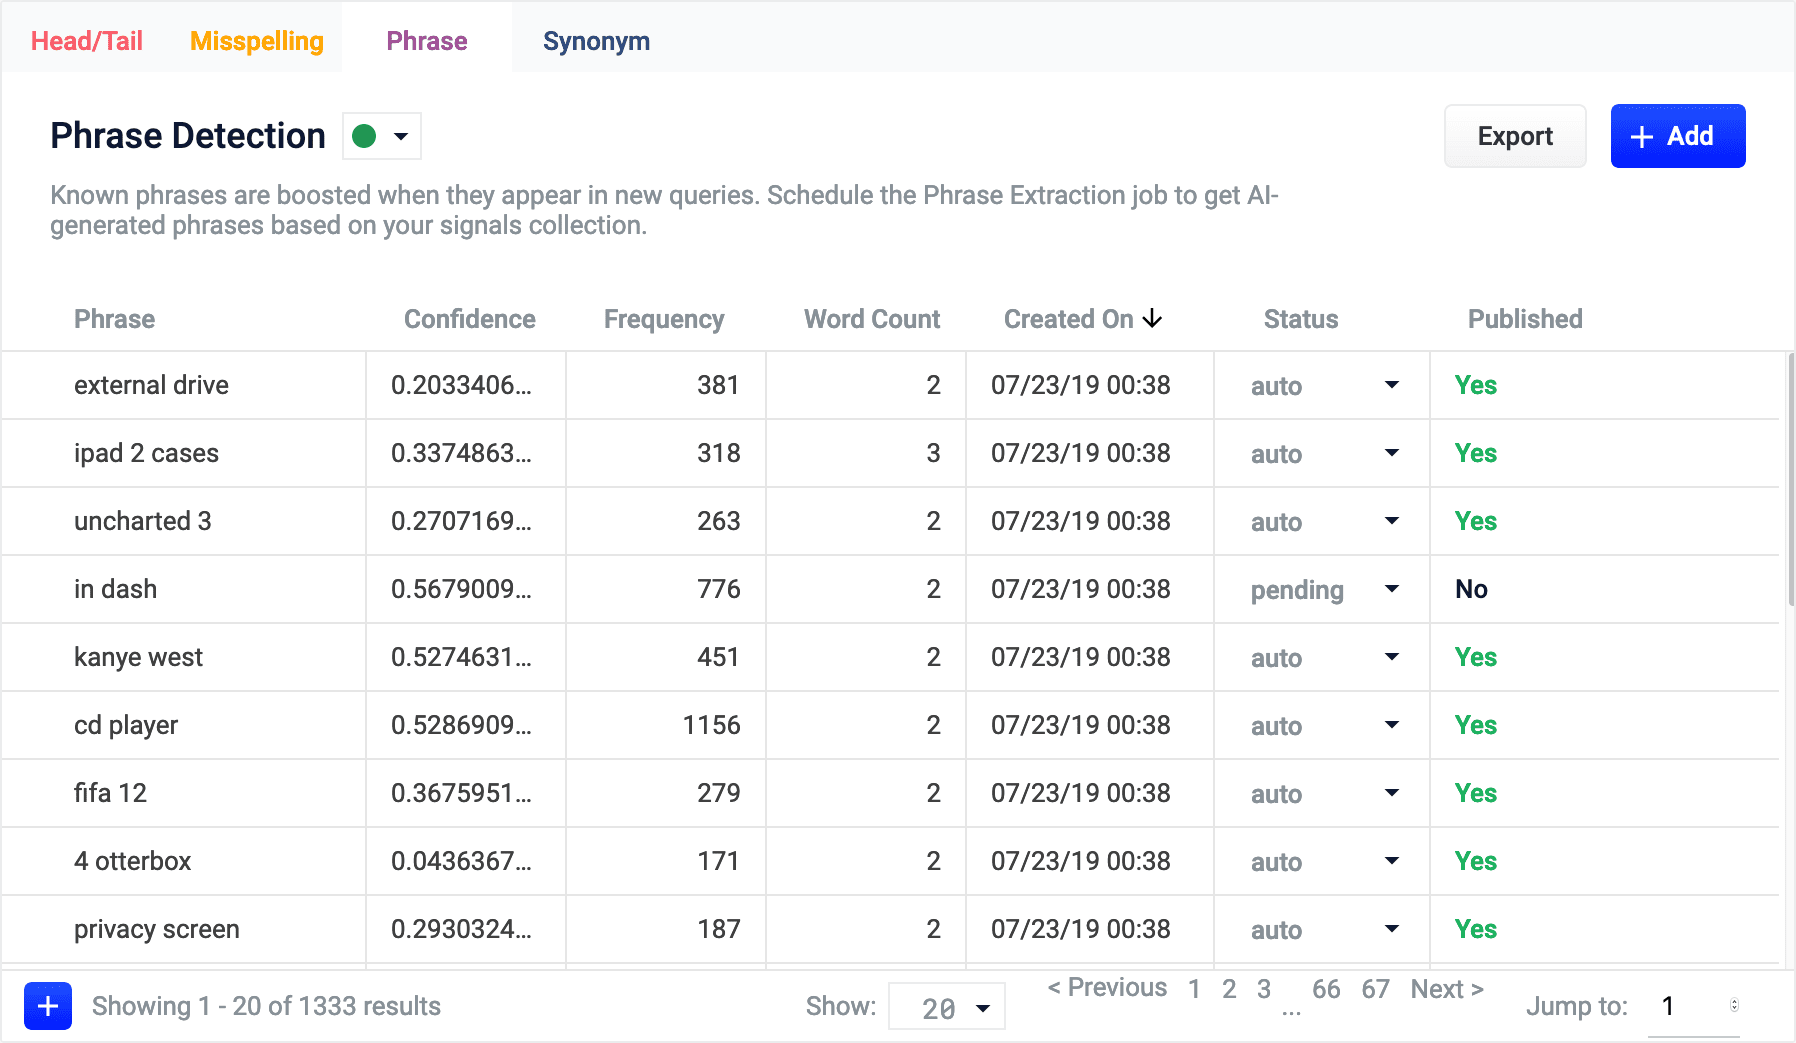 Head/Tail Misspelling Phrase Synonym
Phrase Detection Export + Add
Known phrases are boosted when they appear in new queries. Schedule the Phrase Extraction job to get AI-
generated phrases based on your signals collection.
Phrase Confidence Frequency Word Count Created On Status Published
external drive 0.2033406... 381 2 07/23/19 00:38 auto Yes
ipad 2 cases 0.3374863... 318 3 07/23/19 00:38 auto Yes
uncharted 3 0.2707169... 263 2 07/23/19 00:38 auto Yes
in dash 0.5679009... 776 2 07/23/19 00:38 pending No
kanye west 0.5274631... 451 2 07/23/19 00:38 auto Yes
cd player 0.5286909... 1156 2 07/23/19 00:38 auto Yes
fifa 12 0.3675951... 279 2 07/23/19 00:38 auto Yes
4 otterbox 0.0436367... 171 2 07/23/19 00:38 auto Yes
privacy screen 0.2930324... 187 2 07/23/19 00:38 auto Yes
+ Showing 1 - 20 of 1333 results Show: 20 < Previous 1 2 3 ... 66 67 Next > Jump to: 1